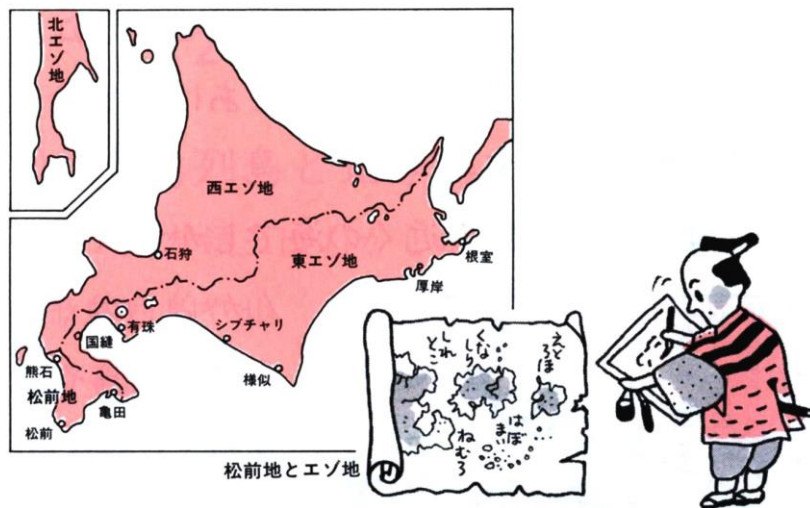 北エゾ地
西エゾ地
東エゾ地
石狩
根室
厚岸
有珠
シブチャリ
国縫
様似
熊石
松前地
亀田
松前
松前地とエゾ地
えとろほ
くなしら
しれとこ
はぼまい
ねむろ